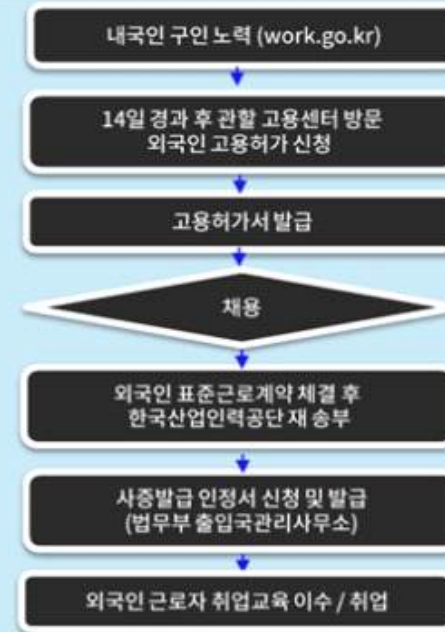 내국인 구인 노력 (work.go.kr)
14일 경과 후 관할 고용센터 방문
외국인 고용허가 신청
고용허가서 발급
채용
외국인 표준근로계약 체결 후
한국산업인력공단 재 송부
사증발급 인정서 신청 및 발급
(법무부 출입국관리사무소)
외국인 근로자 취업교육 이수 / 취업